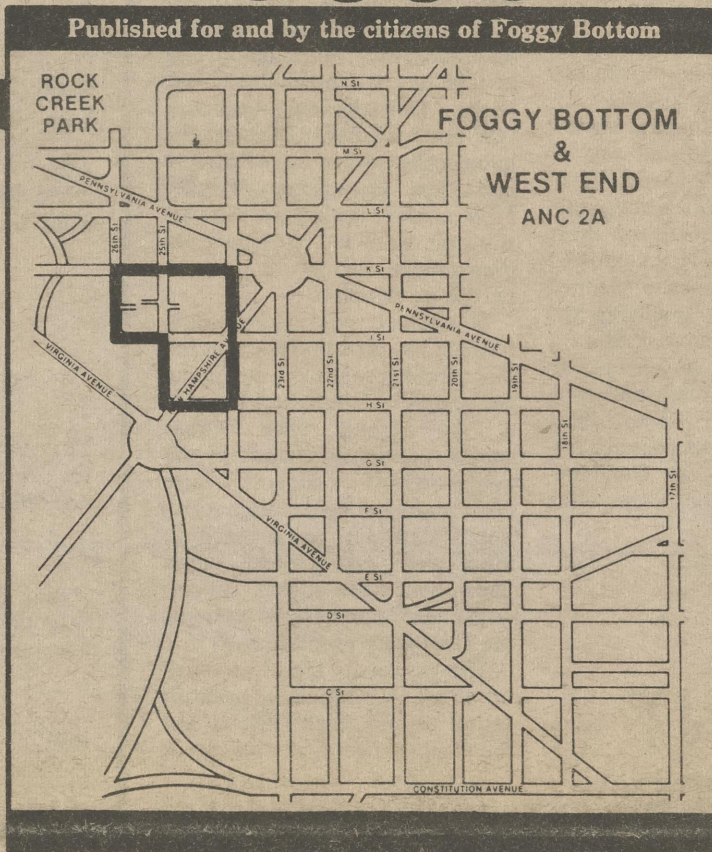 Published for and by the citizens of Foggy Bottom
ROCK
CREEK
PARK
FOGGY BOTTOM
&
WEST END
ANC 2A
N St
M St
PENNSYLVANIA AVENUE
L St
26th St
25th St
K St
PENNSYLVANIA AVENUE
HAMPSHIRE AVENUE
I St
VIRGINIA AVENUE
23rd St
22nd St
21st St
20th St
19th St
18th St
17th St
H St
G St
F St
VIRGINIA AVENUE
E St
D St
C St
CONSTITUTION AVENUE